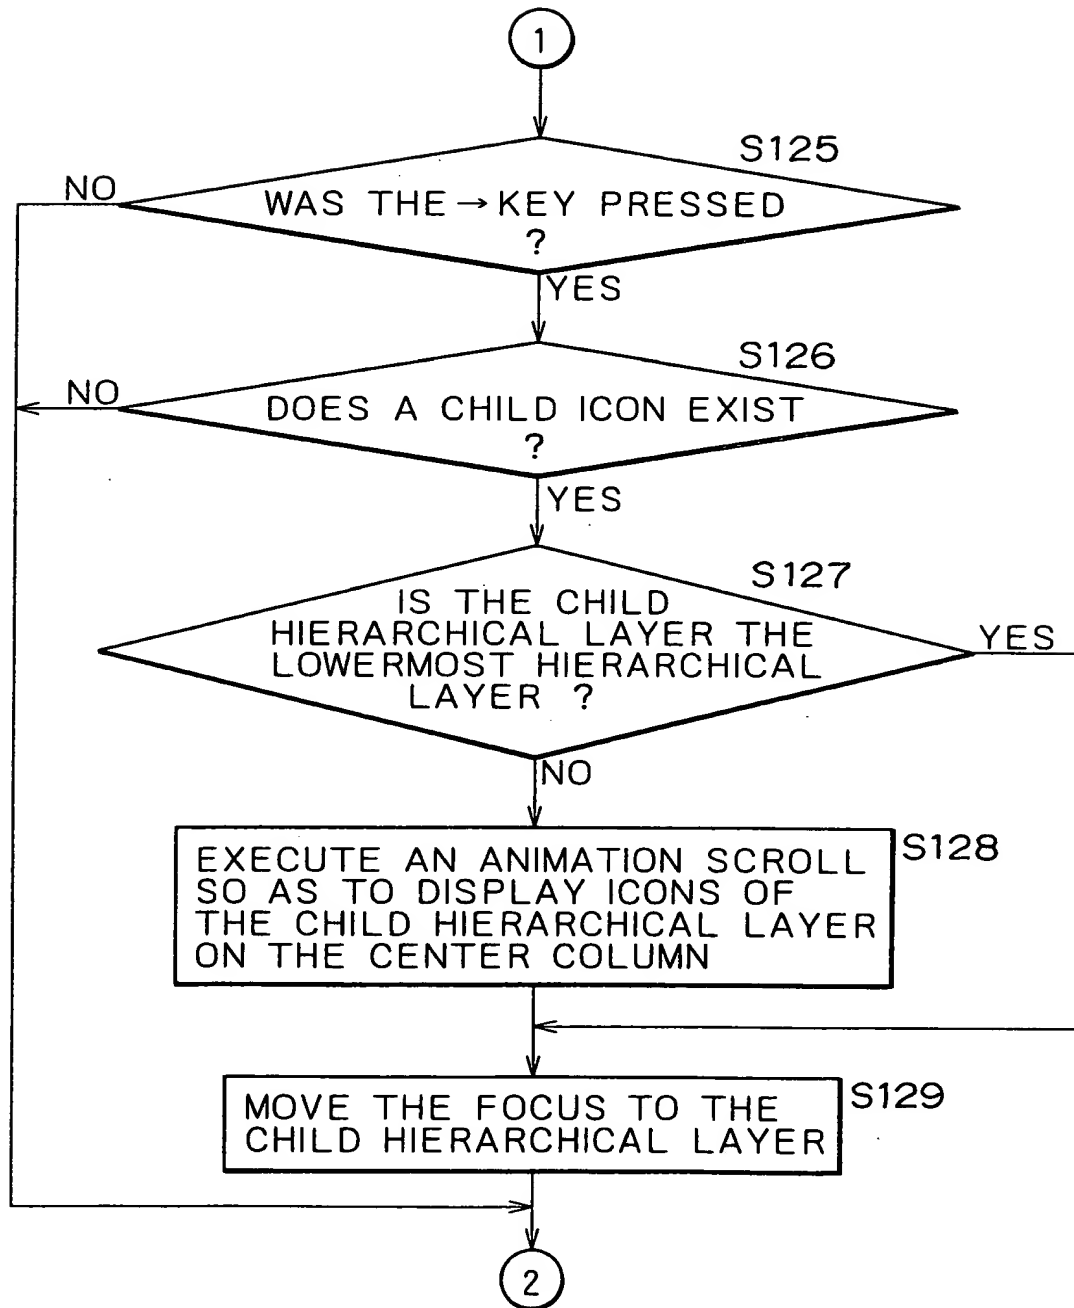 1
S125
NO
WAS THE → KEY PRESSED
?
YES
S126
NO
DOES A CHILD ICON EXIST
?
YES
S127
IS THE CHILD
HIERARCHICAL LAYER THE
LOWERMOST HIERARCHICAL
LAYER ?
YES
NO
S128
EXECUTE AN ANIMATION SCROLL
SO AS TO DISPLAY ICONS OF
THE CHILD HIERARCHICAL LAYER
ON THE CENTER COLUMN
S129
MOVE THE FOCUS TO THE
CHILD HIERARCHICAL LAYER
2